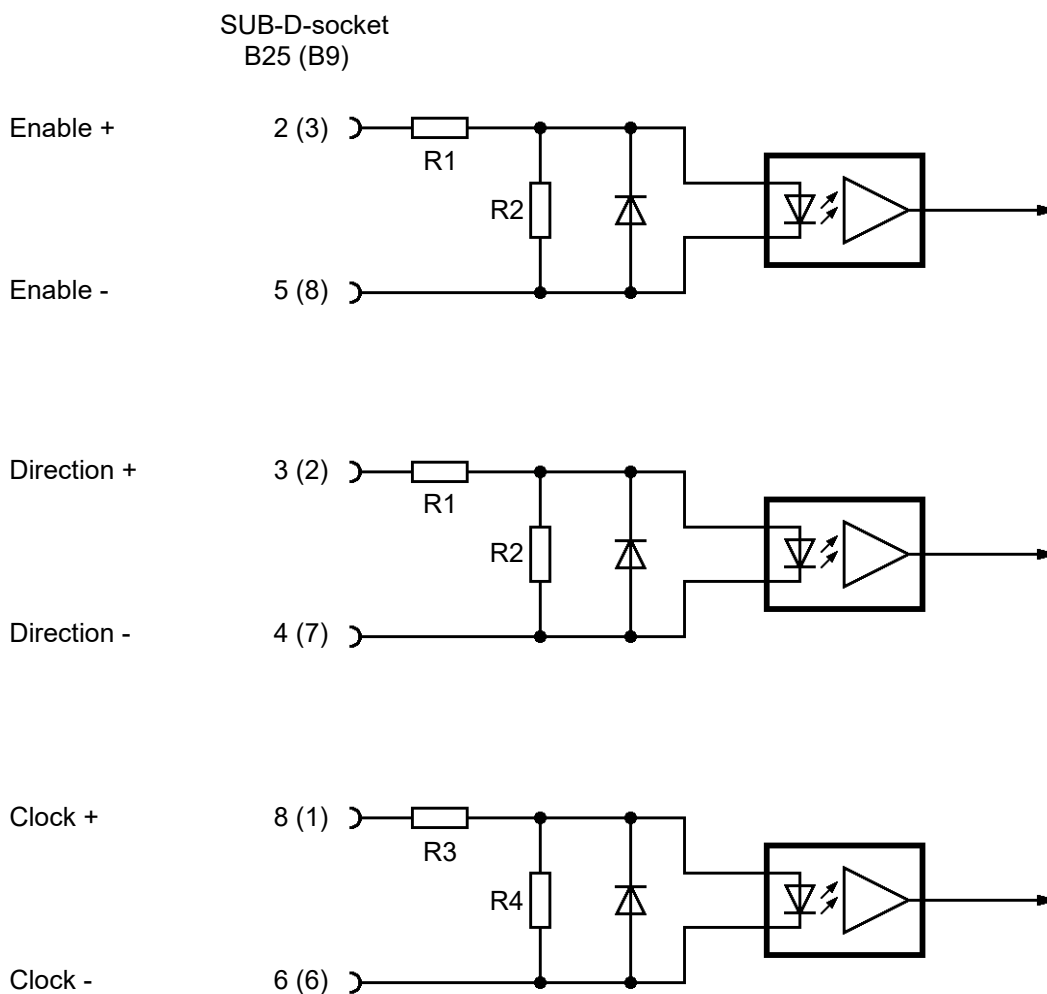 SUB-D-socket
B25 (B9)
Enable + 2 (3)
R1
R2
Enable - 5 (8)
Direction + 3 (2)
R1
R2
Direction - 4 (7)
Clock + 8 (1)
R3
R4
Clock - 6 (6)